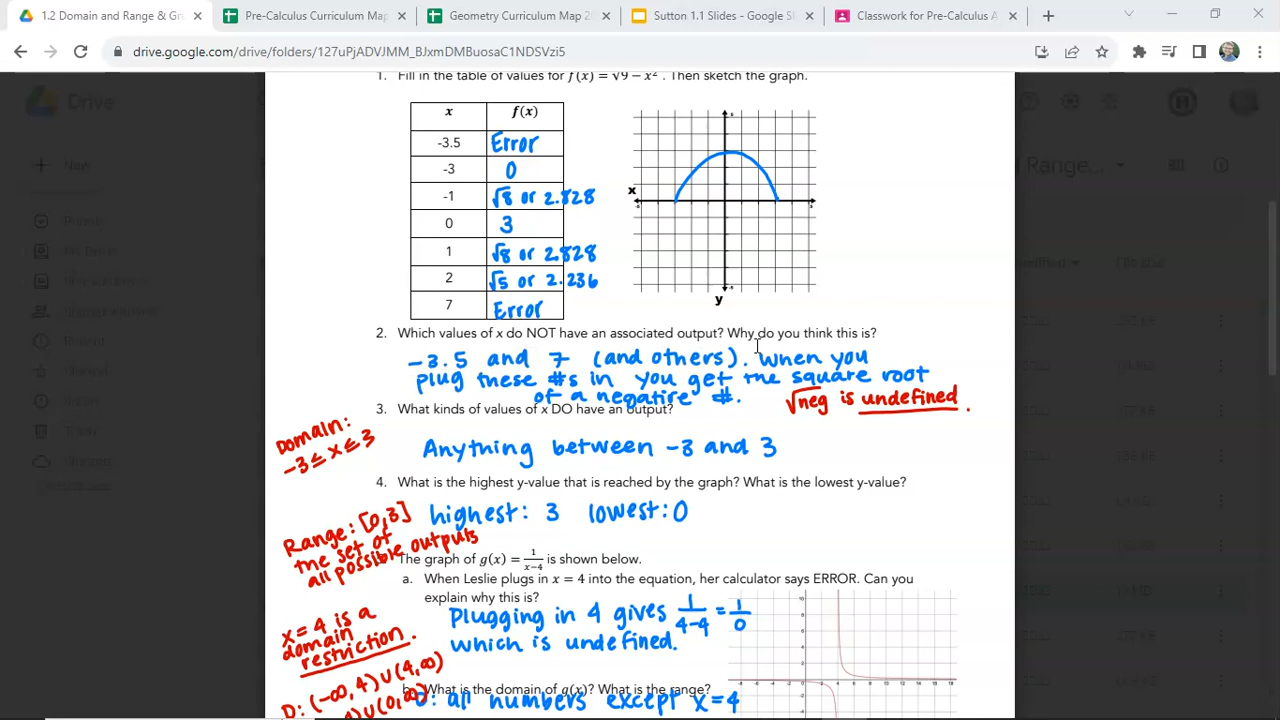 1.2 Domain and Range & Gr
Pre-Calculus Curriculum Map
Geometry Curriculum Map 20
Sutton 1.1 Slides - Google Sl
Classwork for Pre-Calculus A
drive.google.com/drive/folders/127uPjADVJMM_BJxmDMBuosaC1NDSVzi5
Drive
1. Fill in the table of values for f(x) = √9 − x². Then sketch the graph.
x f(x)
-3.5 Error
-3 0
-1 √8 or 2.828
0 3
1 √8 or 2.828
2 √5 or 2.236
7 Error
x
y
2. Which values of x do NOT have an associated output? Why do you think this is?
-3.5 and 7 (and others). When you
plug these #s in you get the square root
of a negative #.
√neg is undefined.
3. What kinds of values of x DO have an output?
Domain:
-3 ≤ x ≤ 3
Anything between -3 and 3
4. What is the highest y-value that is reached by the graph? What is the lowest y-value?
highest: 3 lowest: 0
Range: [0,3]
the set of
all possible outputs
The graph of g(x) = 1/(x−4) is shown below.
a. When Leslie plugs in x = 4 into the equation, her calculator says ERROR. Can you
explain why this is?
Plugging in 4 gives 1/(4-4) = 1/0
which is undefined.
x=4 is a
domain
restriction.
b. What is the domain of g(x)? What is the range?
D: all numbers except x=4
D: (-∞,4)∪(4,∞)
∪(0,∞)